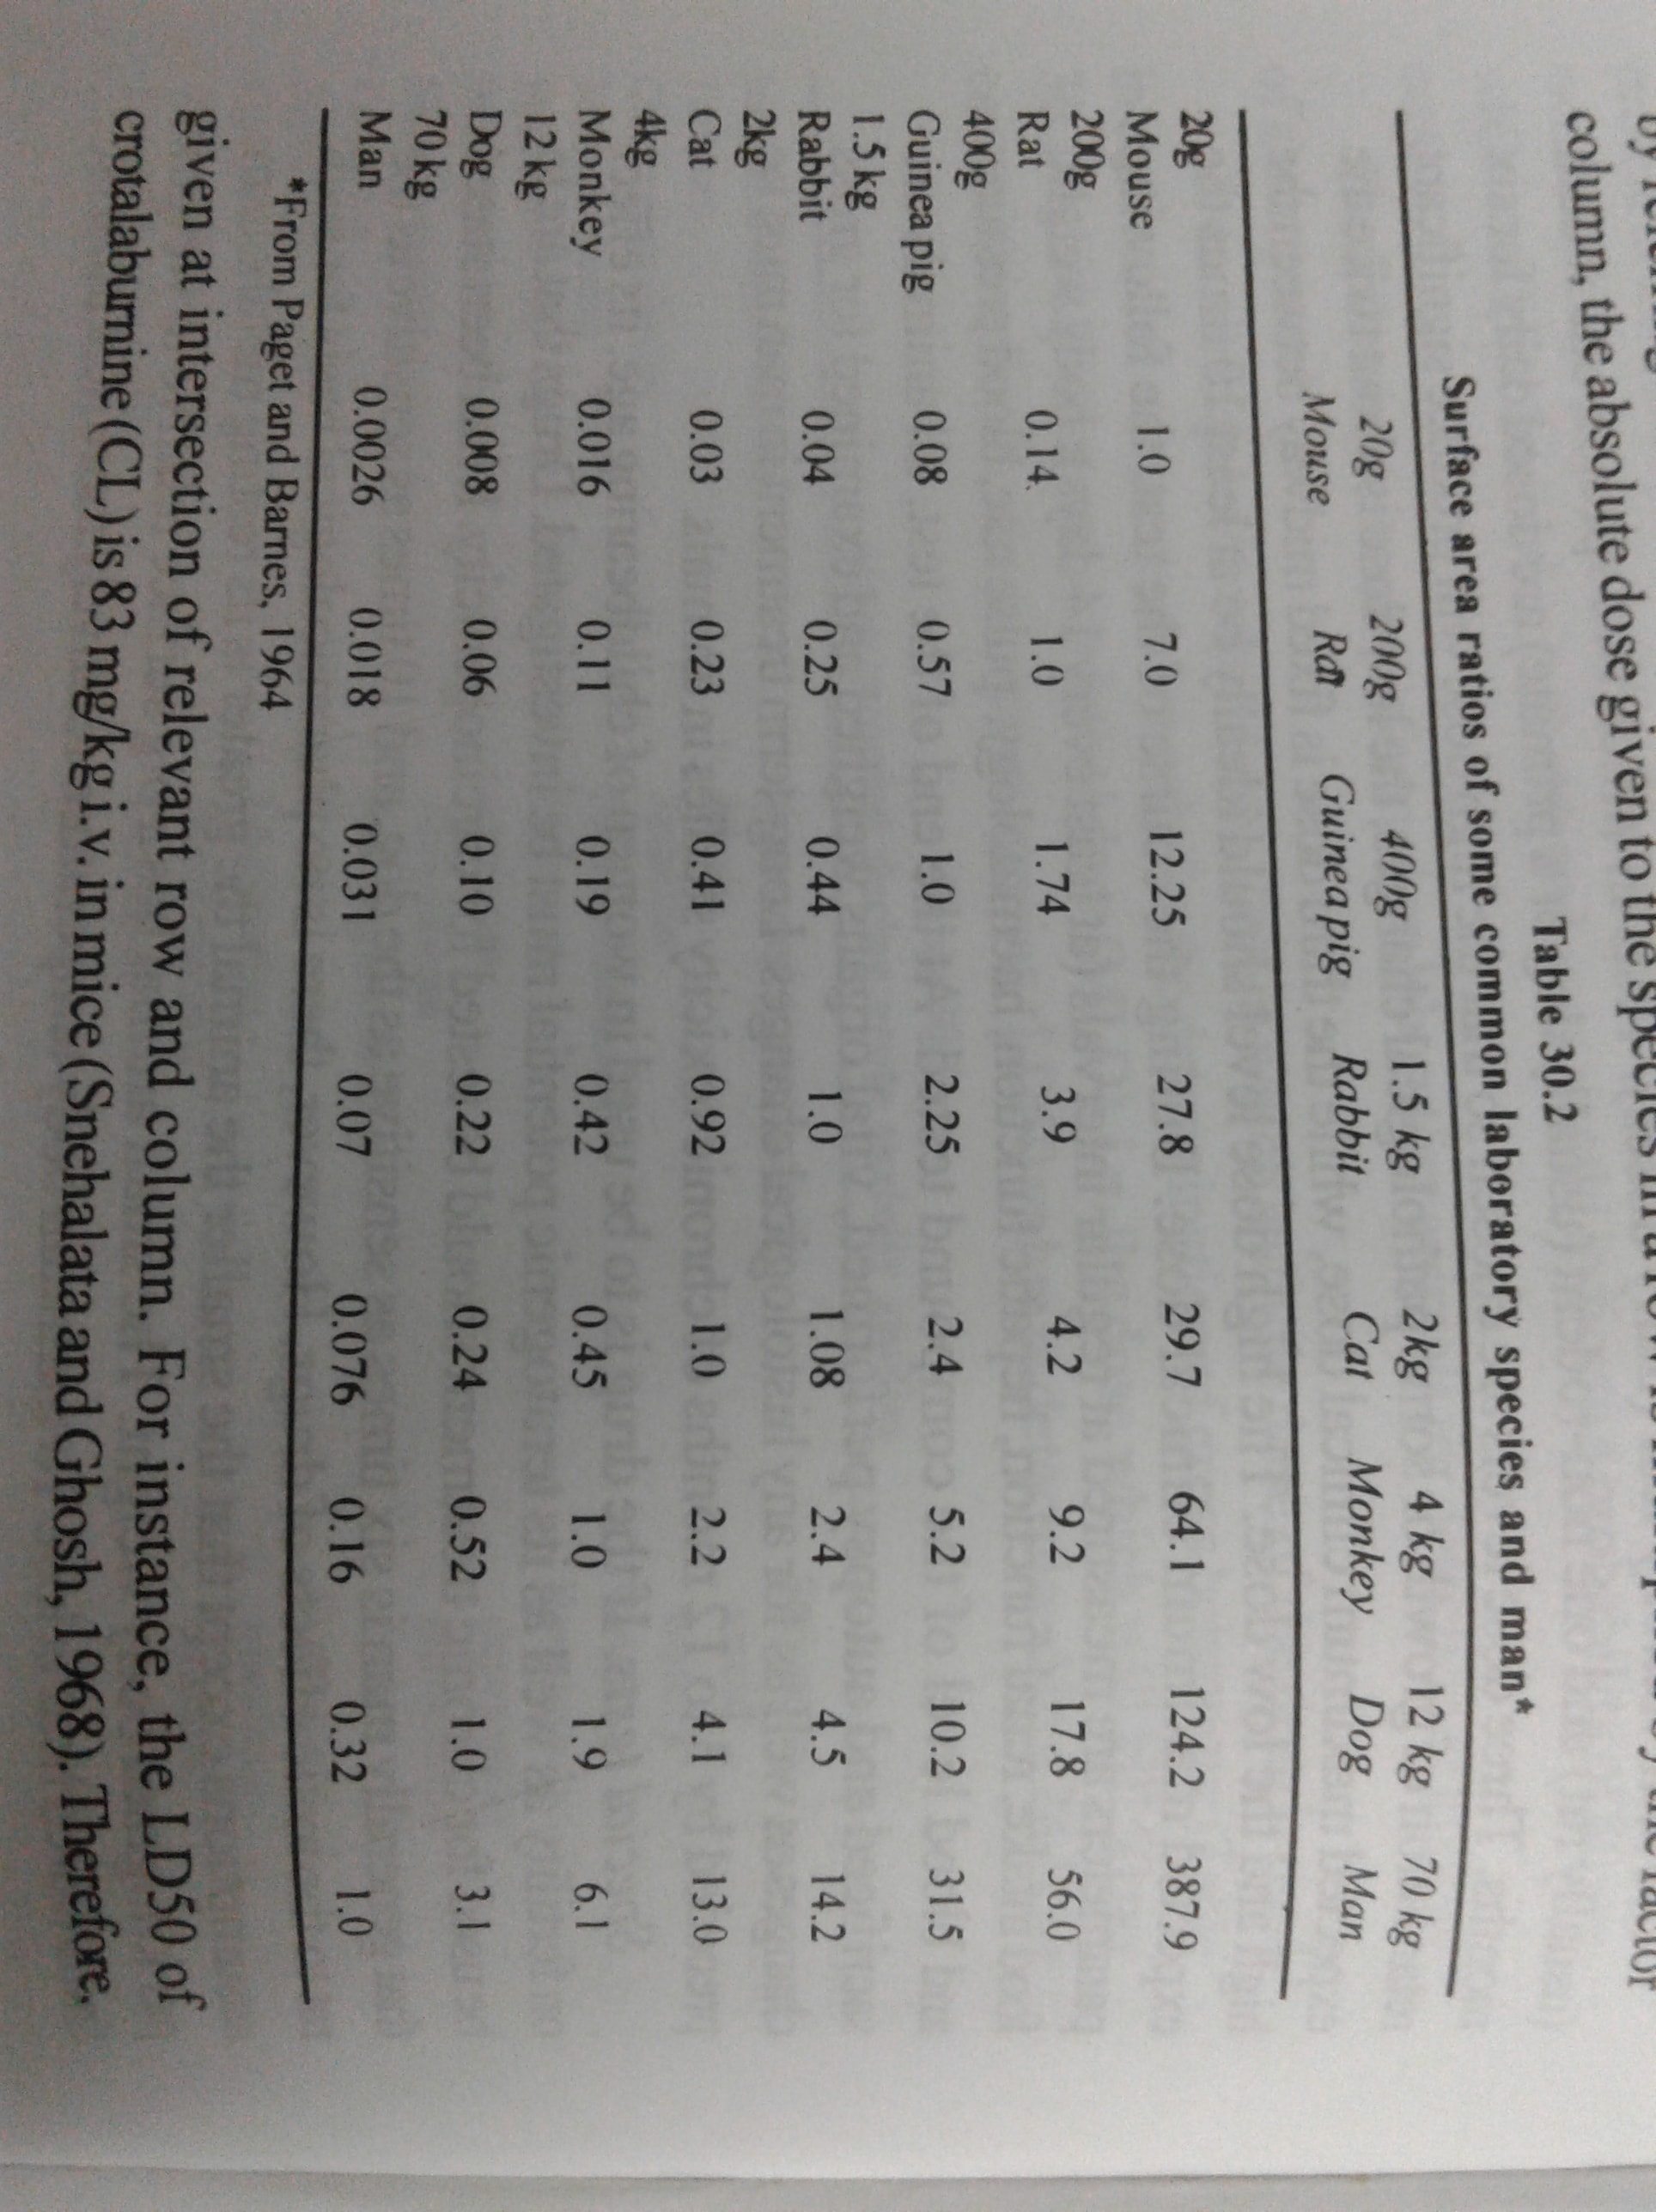 column, the absolute dose given to the species in a row is
Table 30.2
Surface area ratios of some common laboratory species and man*
20g 200g 400g 1.5 kg 2kg 4 kg 12 kg 70 kg
Mouse Rat Guinea pig Rabbit Cat Monkey Dog Man
20g
Mouse 1.0 7.0 12.25 27.8 29.7 64.1 124.2 387.9
200g
Rat 0.14 1.0 1.74 3.9 4.2 9.2 17.8 56.0
400g
Guinea pig 0.08 0.57 1.0 2.25 2.4 5.2 10.2 31.5
1.5 kg
Rabbit 0.04 0.25 0.44 1.0 1.08 2.4 4.5 14.2
2kg
Cat 0.03 0.23 0.41 0.92 1.0 2.2 4.1 13.0
4kg
Monkey 0.016 0.11 0.19 0.42 0.45 1.0 1.9 6.1
12 kg
Dog 0.008 0.06 0.10 0.22 0.24 0.52 1.0 3.1
70 kg
Man 0.0026 0.018 0.031 0.07 0.076 0.16 0.32 1.0
*From Paget and Barnes, 1964
given at intersection of relevant row and column. For instance, the LD50 of
crotalaburnine (CL) is 83 mg/kg i.v. in mice (Snehalata and Ghosh, 1968). Therefore,